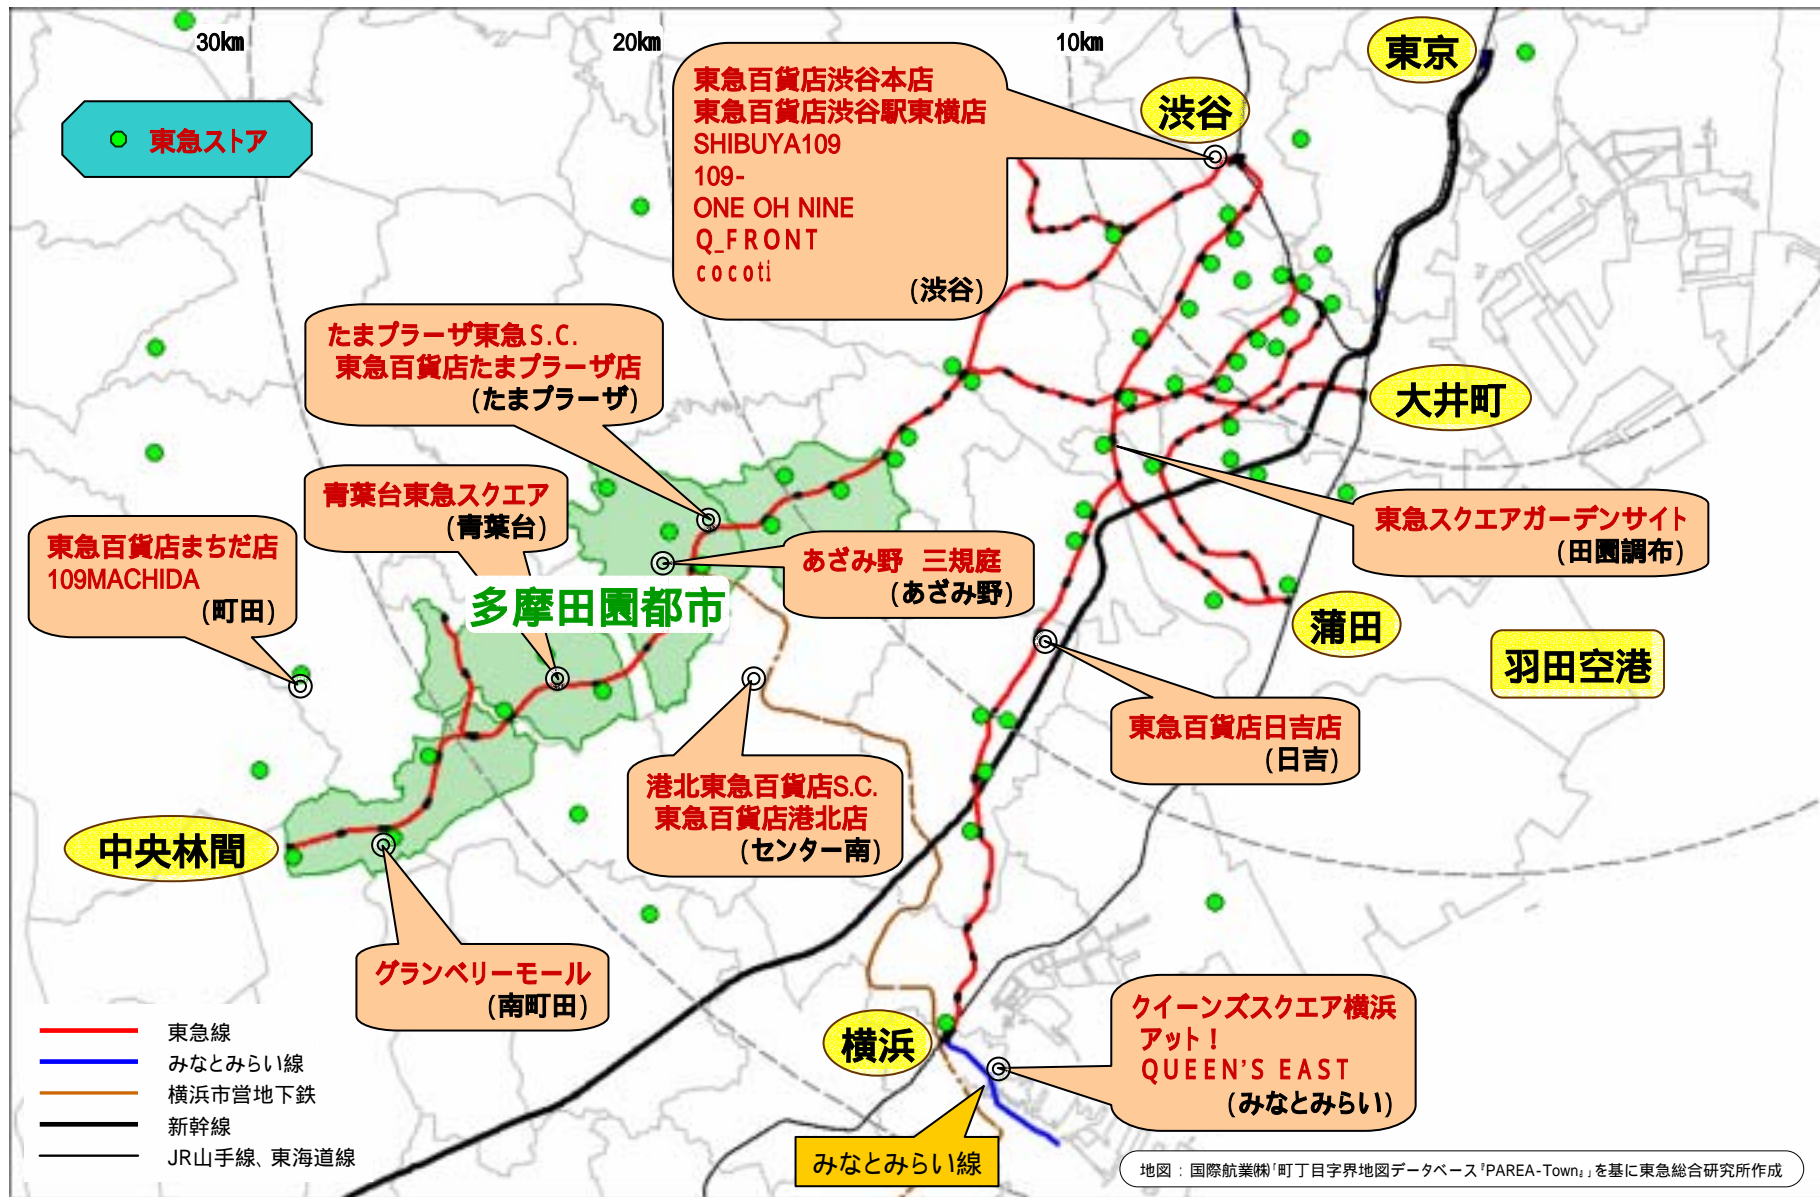 30km
20km
10km
東京
渋谷
東急ストア
東急百貨店渋谷本店
東急百貨店渋谷駅東横店
SHIBUYA109
109-
ONE OH NINE
Q_FRONT
cocoti
(渋谷)
たまプラーザ東急S.C.
東急百貨店たまプラーザ店
(たまプラーザ)
大井町
青葉台東急スクエア
(青葉台)
東急スクエアガーデンサイト
(田園調布)
東急百貨店まちだ店
109MACHIDA
(町田)
あざみ野 三規庭
(あざみ野)
多摩田園都市
蒲田
羽田空港
東急百貨店日吉店
(日吉)
港北東急百貨店S.C.
東急百貨店港北店
(センター南)
中央林間
グランベリーモール
(南町田)
クイーンズスクエア横浜
アット！
QUEEN'S EAST
(みなとみらい)
横浜
みなとみらい線
東急線
みなとみらい線
横浜市営地下鉄
新幹線
JR山手線、東海道線
地図：国際航業㈱「町丁目字界地図データベース『PAREA-Town』」を基に東急総合研究所作成